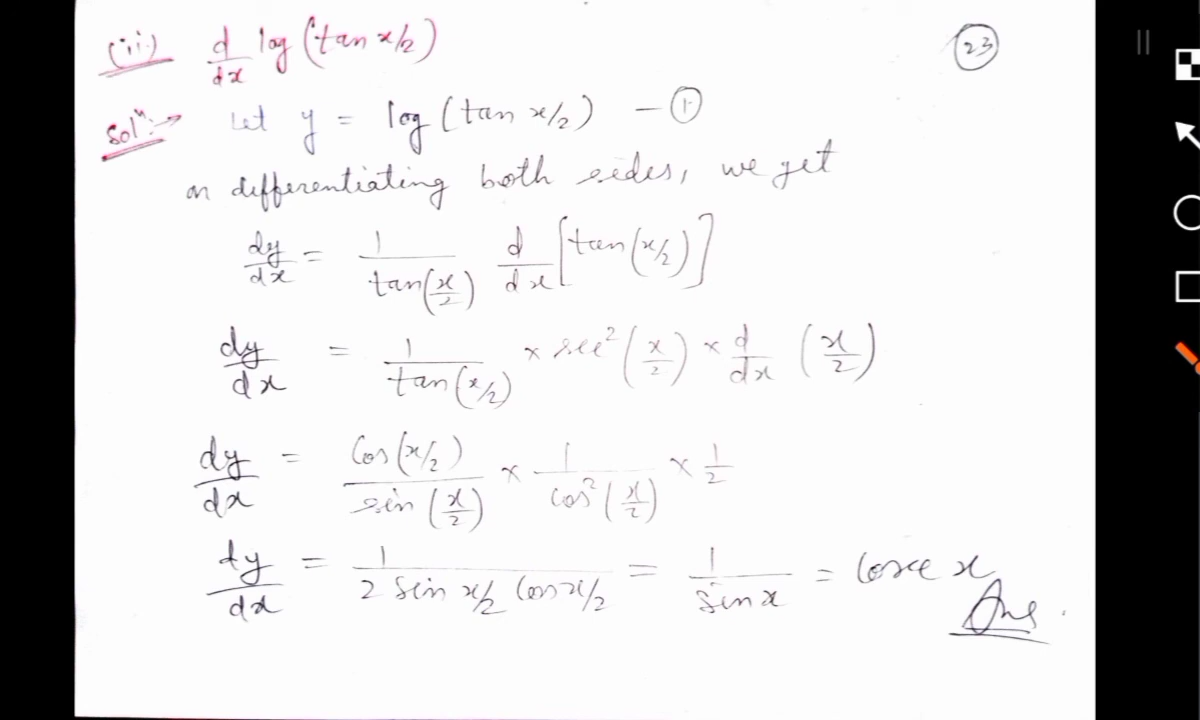 (ii) d/dx log(tan x/2)
23
Solⁿ:→ Let y = log(tan x/2) — ①
on differentiating both sides, we get
dy/dx = 1/tan(x/2) d/dx [tan(x/2)]
dy/dx = 1/tan(x/2) × sec²(x/2) × d/dx (x/2)
dy/dx = Cos(x/2)/sin(x/2) × 1/cos²(x/2) × 1/2
dy/dx = 1/2 Sin x/2 Cos x/2 = 1/Sin x = Cosec x
Ans.